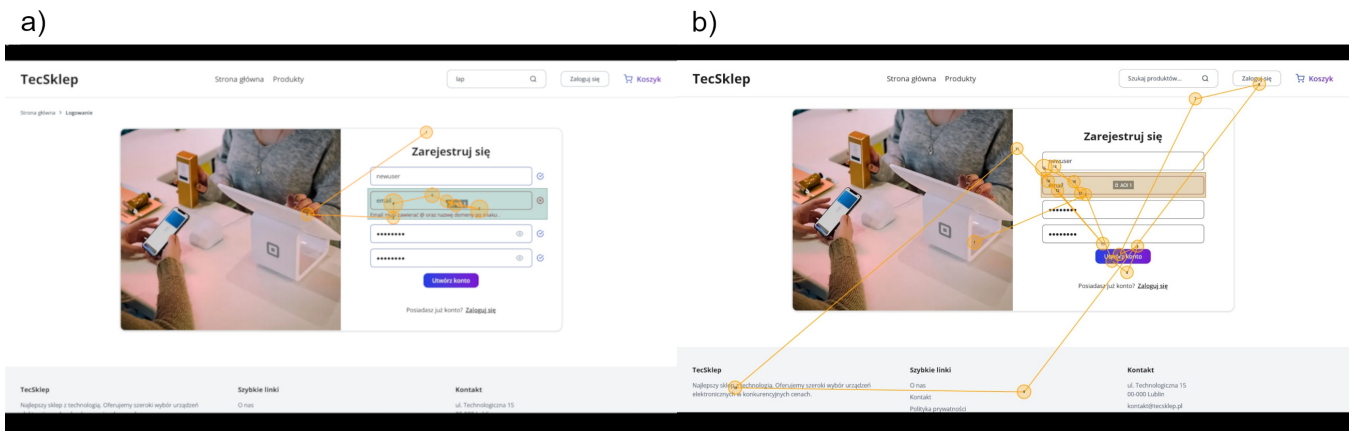 a)
TecSklep
Strona główna Produkty
lap
Zaloguj się
Koszyk
Strona główna > Logowanie
Zarejestruj się
newuser
email
Email musi zawierać @ oraz nazwę domeny po znaku .
••••••••
••••••••
Utwórz konto
Posiadasz już konto? Zaloguj się
TecSklep
Najlepszy sklep z technologią. Oferujemy szeroki wybór urządzeń
Szybkie linki
O nas
Kontakt
ul. Technologiczna 15
b)
TecSklep
Strona główna Produkty
Szukaj produktów...
Zaloguj się
Koszyk
Zarejestruj się
newuser
email
D AOI 1
••••••••
••••••••
Utwórz konto
Posiadasz już konto? Zaloguj się
TecSklep
Najlepszy sklep z technologią. Oferujemy szeroki wybór urządzeń
elektronicznych w konkurencyjnych cenach.
Szybkie linki
O nas
Kontakt
Polityka prywatności
Kontakt
ul. Technologiczna 15
00-000 Lublin
kontakt@tecsklep.pl